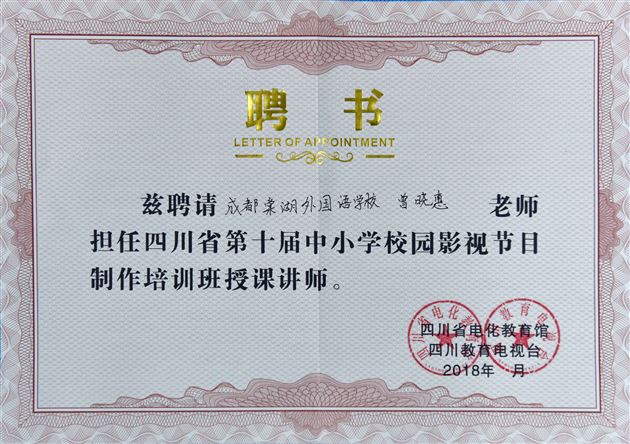 聘 书
LETTER OF APPOINTMENT
兹聘请 成都棠湖外国语学校 曾晓惠 老师
担任四川省第十届中小学校园影视节目
制作培训班授课讲师。
四川省电化教育馆
四川教育电视台
2018年 月